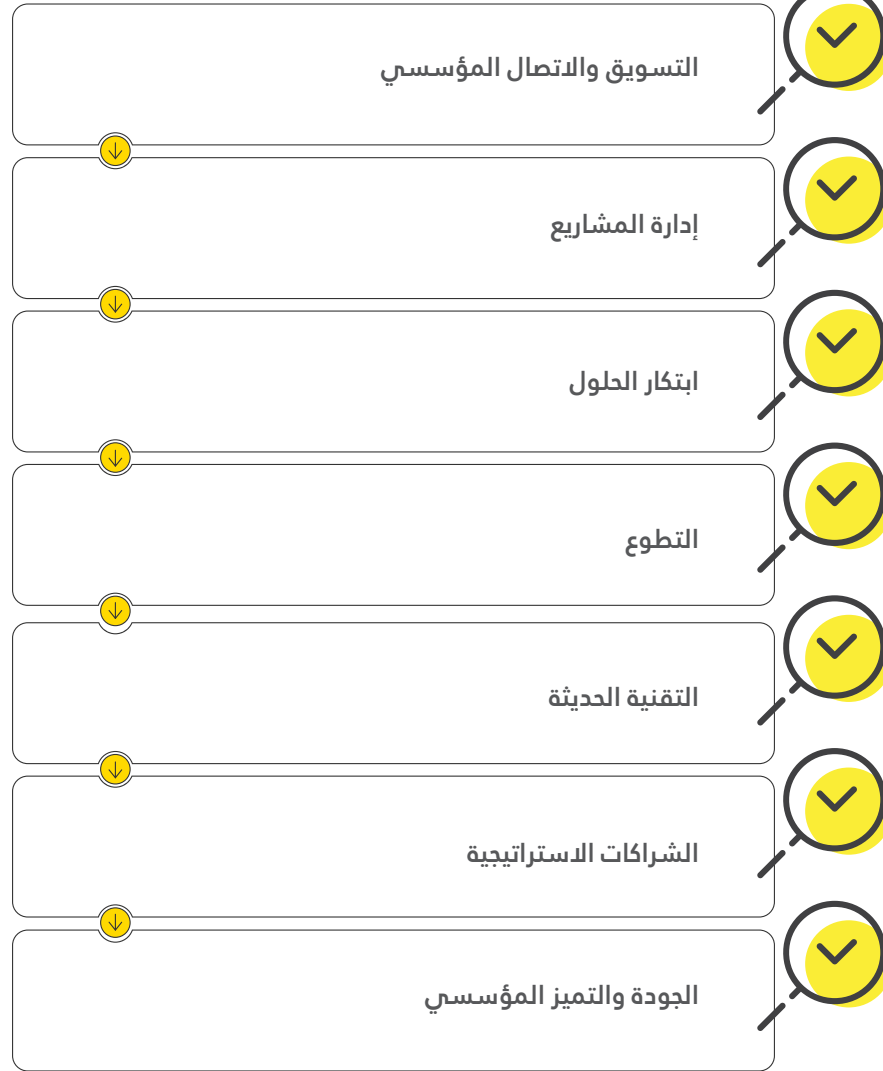 التسويق والاتصال المؤسسي
إدارة المشاريع
ابتكار الحلول
التطوع
التقنية الحديثة
الشراكات الاستراتيجية
الجودة والتميز المؤسسي